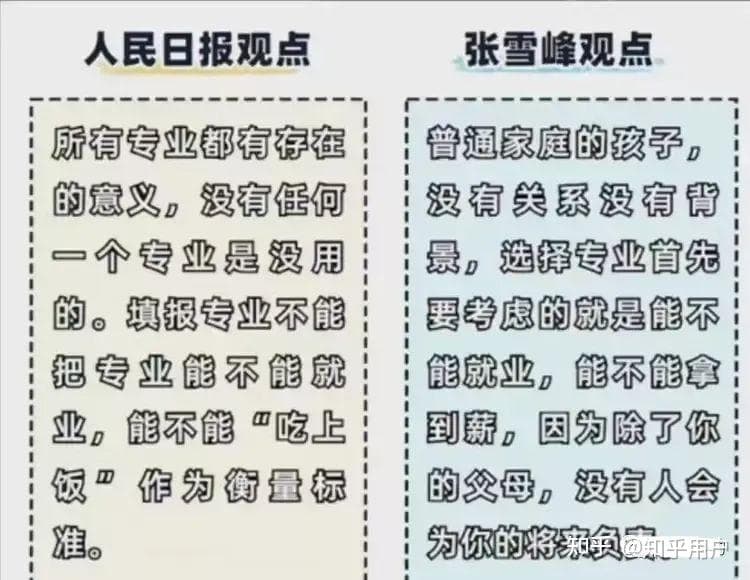 人民日报观点
所有专业都有存在
的意义，没有任何
一个专业是没用
的。填报专业不能
把专业能不能就
业，能不能“吃上
饭”作为衡量标
准。
张雪峰观点
普通家庭的孩子，
没有关系没有背
景，选择专业首先
要考虑的就是能不
能就业，能不能拿
到薪，因为除了你
的父母，没有人会
为你的将来负责
知乎 @知乎用户